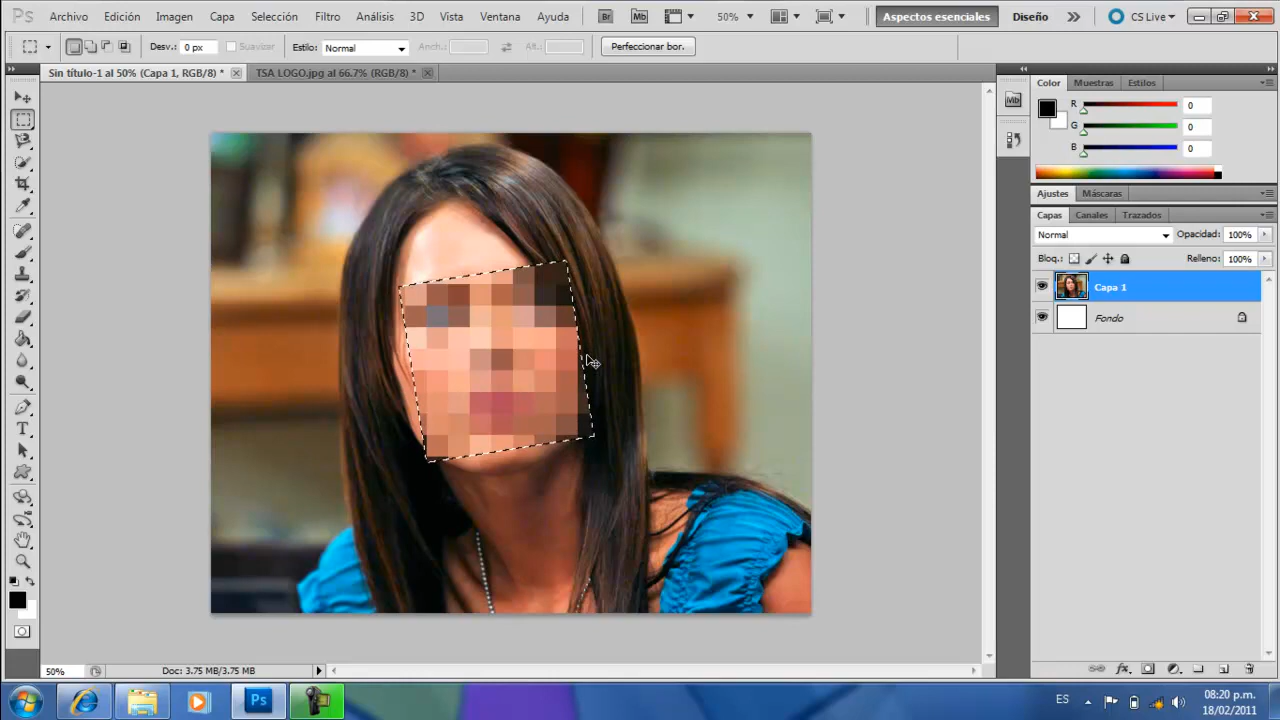 Ps Archivo Edición Imagen Capa Selección Filtro Análisis 3D Vista Ventana Ayuda Br Mb 50% Aspectos esenciales Diseño CS Live
Desv.: 0 px Suavizar Estilo: Normal Anch.: Alt.: Perfeccionar bor.
Sin título-1 al 50% (Capa 1, RGB/8) * TSA LOGO.jpg al 66.7% (RGB/8) *
Color Muestras Estilos
Mb
R 0
G 0
B 0
Ajustes Máscaras
Capas Canales Trazados
Normal Opacidad: 100%
Bloq.: Relleno: 100%
Capa 1
Fondo
T
fx
50% Doc: 3.75 MB/3.75 MB
Ps
ES
08:20 p.m.
18/02/2011